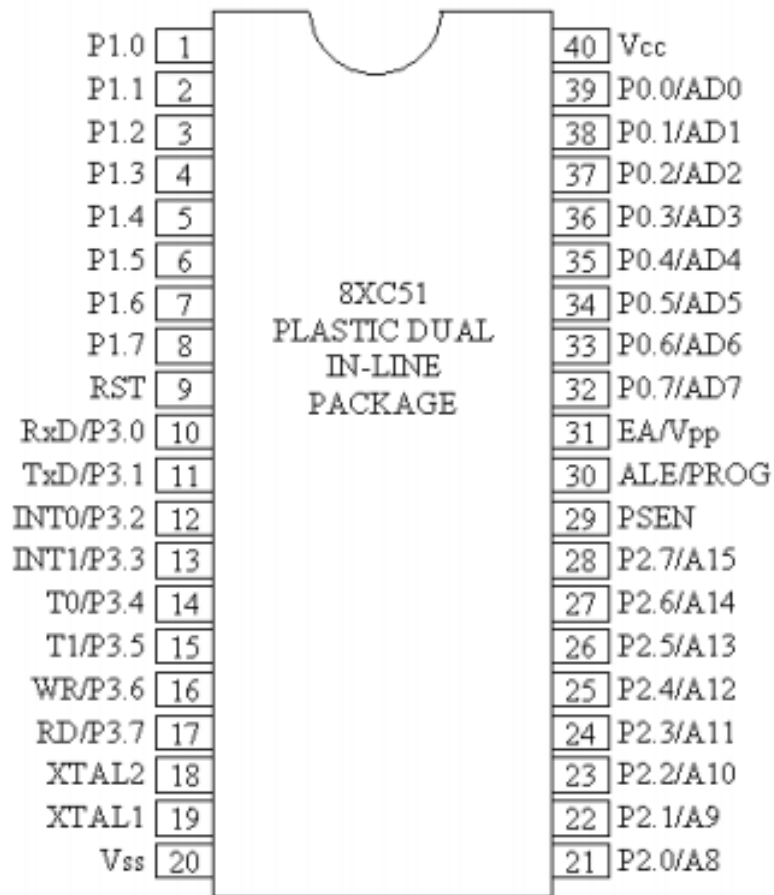 P1.0 1
P1.1 2
P1.2 3
P1.3 4
P1.4 5
P1.5 6
P1.6 7
P1.7 8
RST 9
RxD/P3.0 10
TxD/P3.1 11
INT0/P3.2 12
INT1/P3.3 13
T0/P3.4 14
T1/P3.5 15
WR/P3.6 16
RD/P3.7 17
XTAL2 18
XTAL1 19
Vss 20
8XC51
PLASTIC DUAL
IN-LINE
PACKAGE
40 Vcc
39 P0.0/AD0
38 P0.1/AD1
37 P0.2/AD2
36 P0.3/AD3
35 P0.4/AD4
34 P0.5/AD5
33 P0.6/AD6
32 P0.7/AD7
31 EA/Vpp
30 ALE/PROG
29 PSEN
28 P2.7/A15
27 P2.6/A14
26 P2.5/A13
25 P2.4/A12
24 P2.3/A11
23 P2.2/A10
22 P2.1/A9
21 P2.0/A8